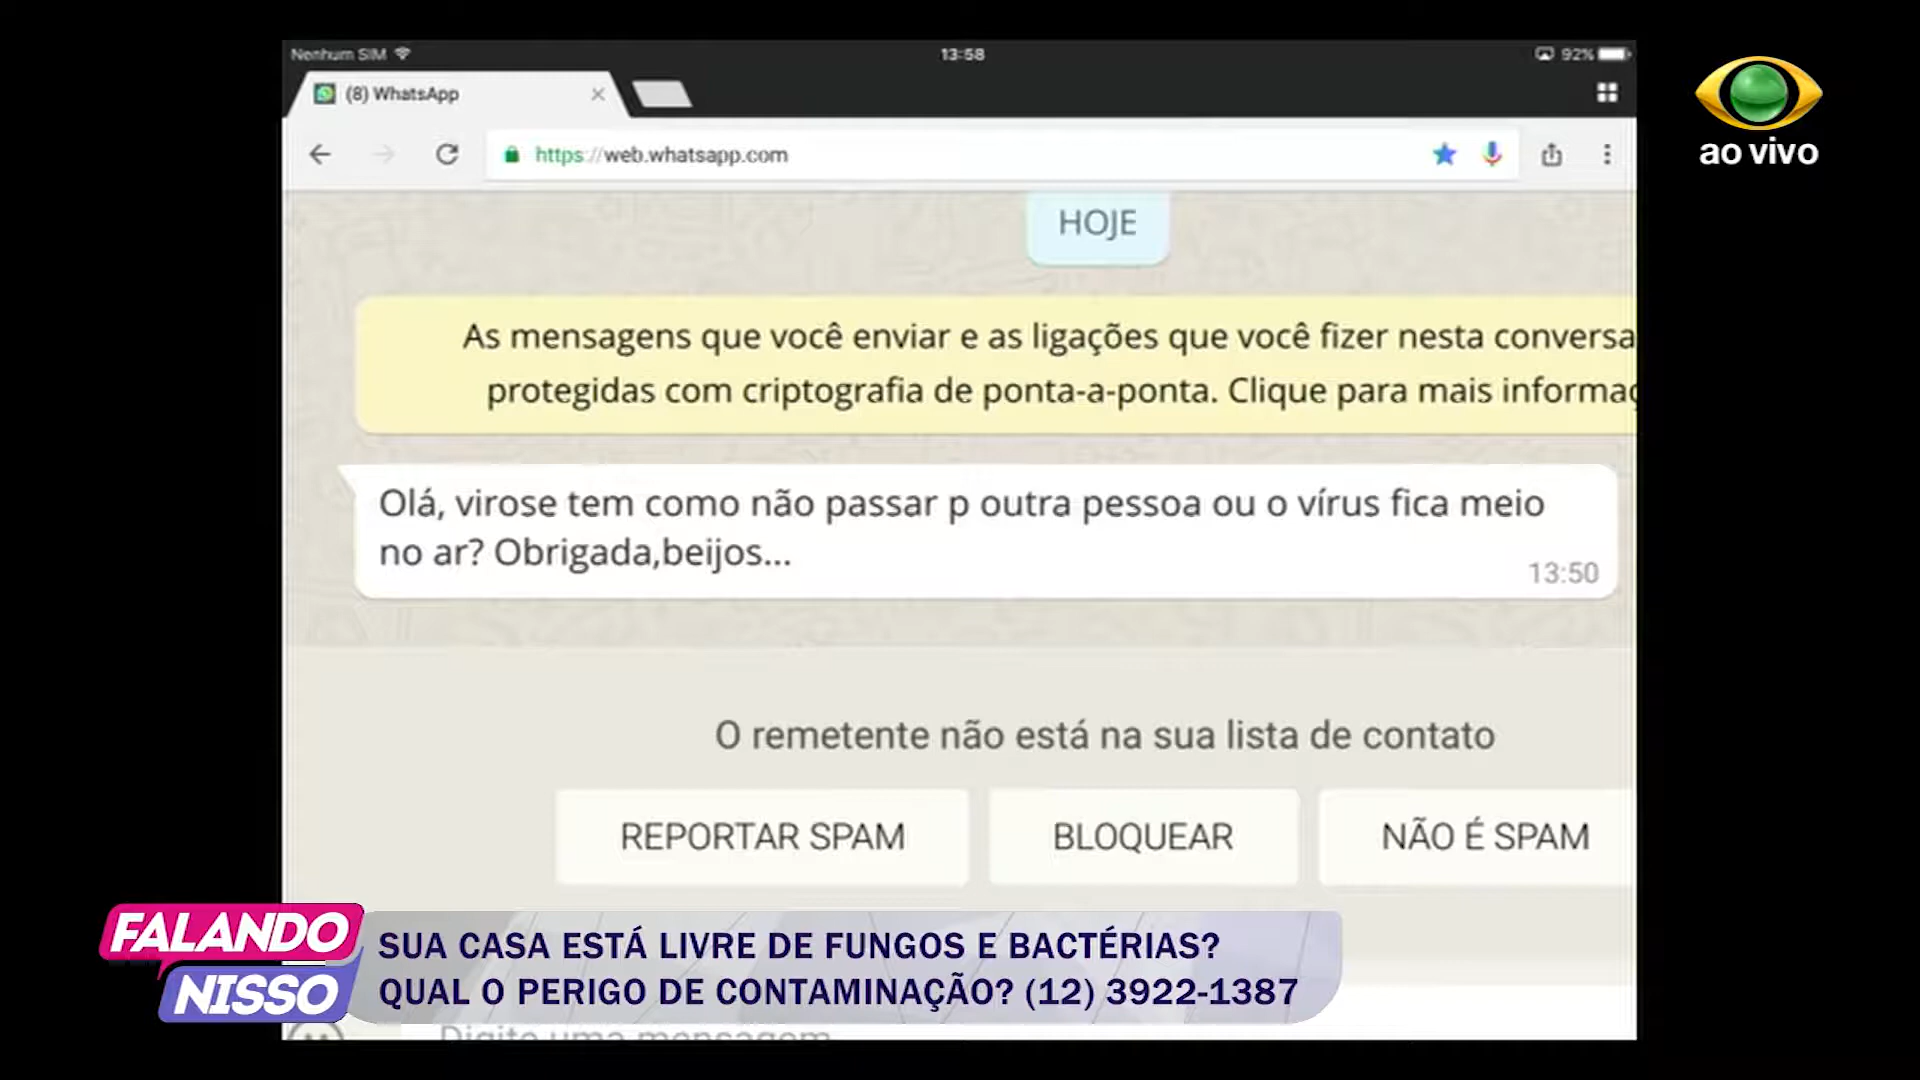 Nenhum SIM
13:58
92%
(8) WhatsApp
https://web.whatsapp.com
ao vivo
HOJE
As mensagens que você enviar e as ligações que você fizer nesta conversa
protegidas com criptografia de ponta-a-ponta. Clique para mais informaç
Olá, virose tem como não passar p outra pessoa ou o vírus fica meio
no ar? Obrigada,beijos...
13:50
O remetente não está na sua lista de contato
REPORTAR SPAM
BLOQUEAR
NÃO É SPAM
FALANDO
NISSO
SUA CASA ESTÁ LIVRE DE FUNGOS E BACTÉRIAS?
QUAL O PERIGO DE CONTAMINAÇÃO? (12) 3922-1387
Digite uma mensagem